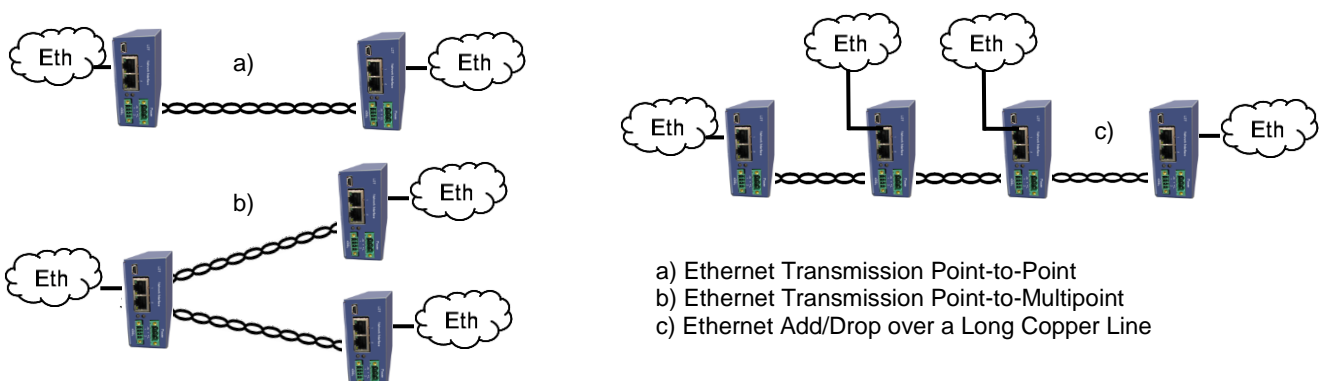 Eth
a)
Eth
Eth
Eth
Eth
c)
Eth
b)
Eth
Eth
Eth
a) Ethernet Transmission Point-to-Point
b) Ethernet Transmission Point-to-Multipoint
c) Ethernet Add/Drop over a Long Copper Line